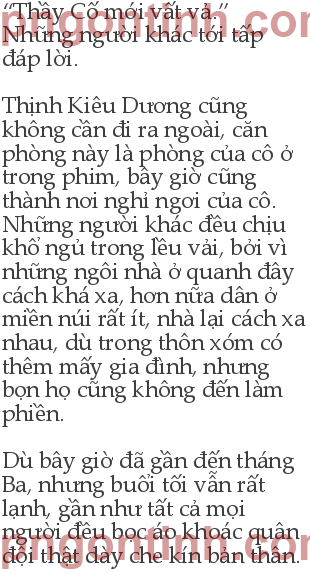 “Thầy Cố mới vất vả.”
Những người khác tới tấp
đáp lời.
Thịnh Kiêu Dương cũng
không cần đi ra ngoài, căn
phòng này là phòng của cô ở
trong phim, bây giờ cũng
thành nơi nghỉ ngơi của cô.
Những người khác đều chịu
khổ ngủ trong lều vải, bởi vì
những ngôi nhà ở quanh đây
cách khá xa, hơn nữa dân ở
miền núi rất ít, nhà lại cách xa
nhau, dù trong thôn xóm có
thêm mấy gia đình, nhưng
bọn họ cũng không đến làm
phiền.
Dù bây giờ đã gần đến tháng
Ba, nhưng buổi tối vẫn rất
lạnh, gần như tất cả mọi
người đều bọc áo khoác quân
đội thật dày che kín bản thân.
pngontinh.com
pngontinh.com